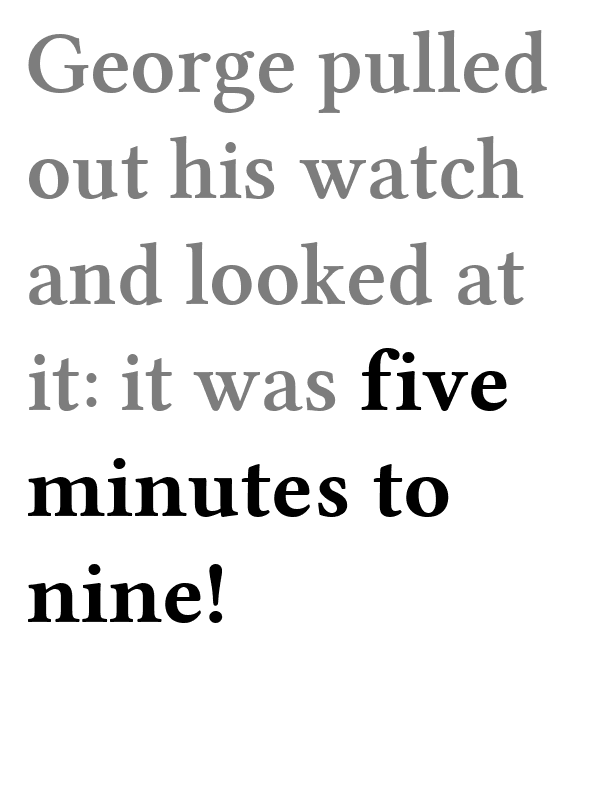 George pulled
out his watch
and looked at
it: it was five
minutes to
nine!